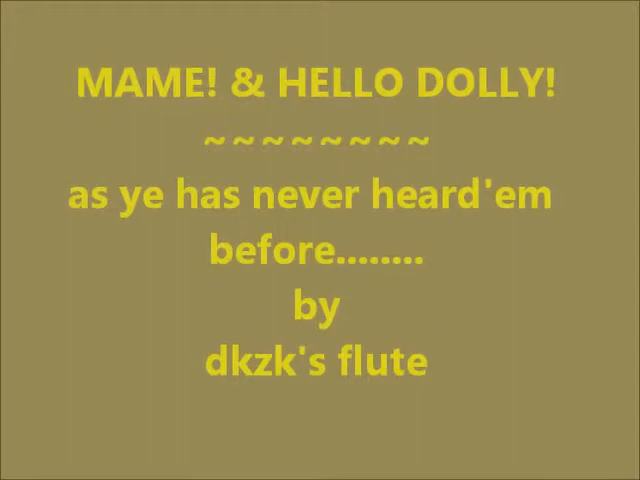 MAME! & HELLO DOLLY!
~~~~~~~~
as ye has never heard'em
before........
by
dkzk's flute